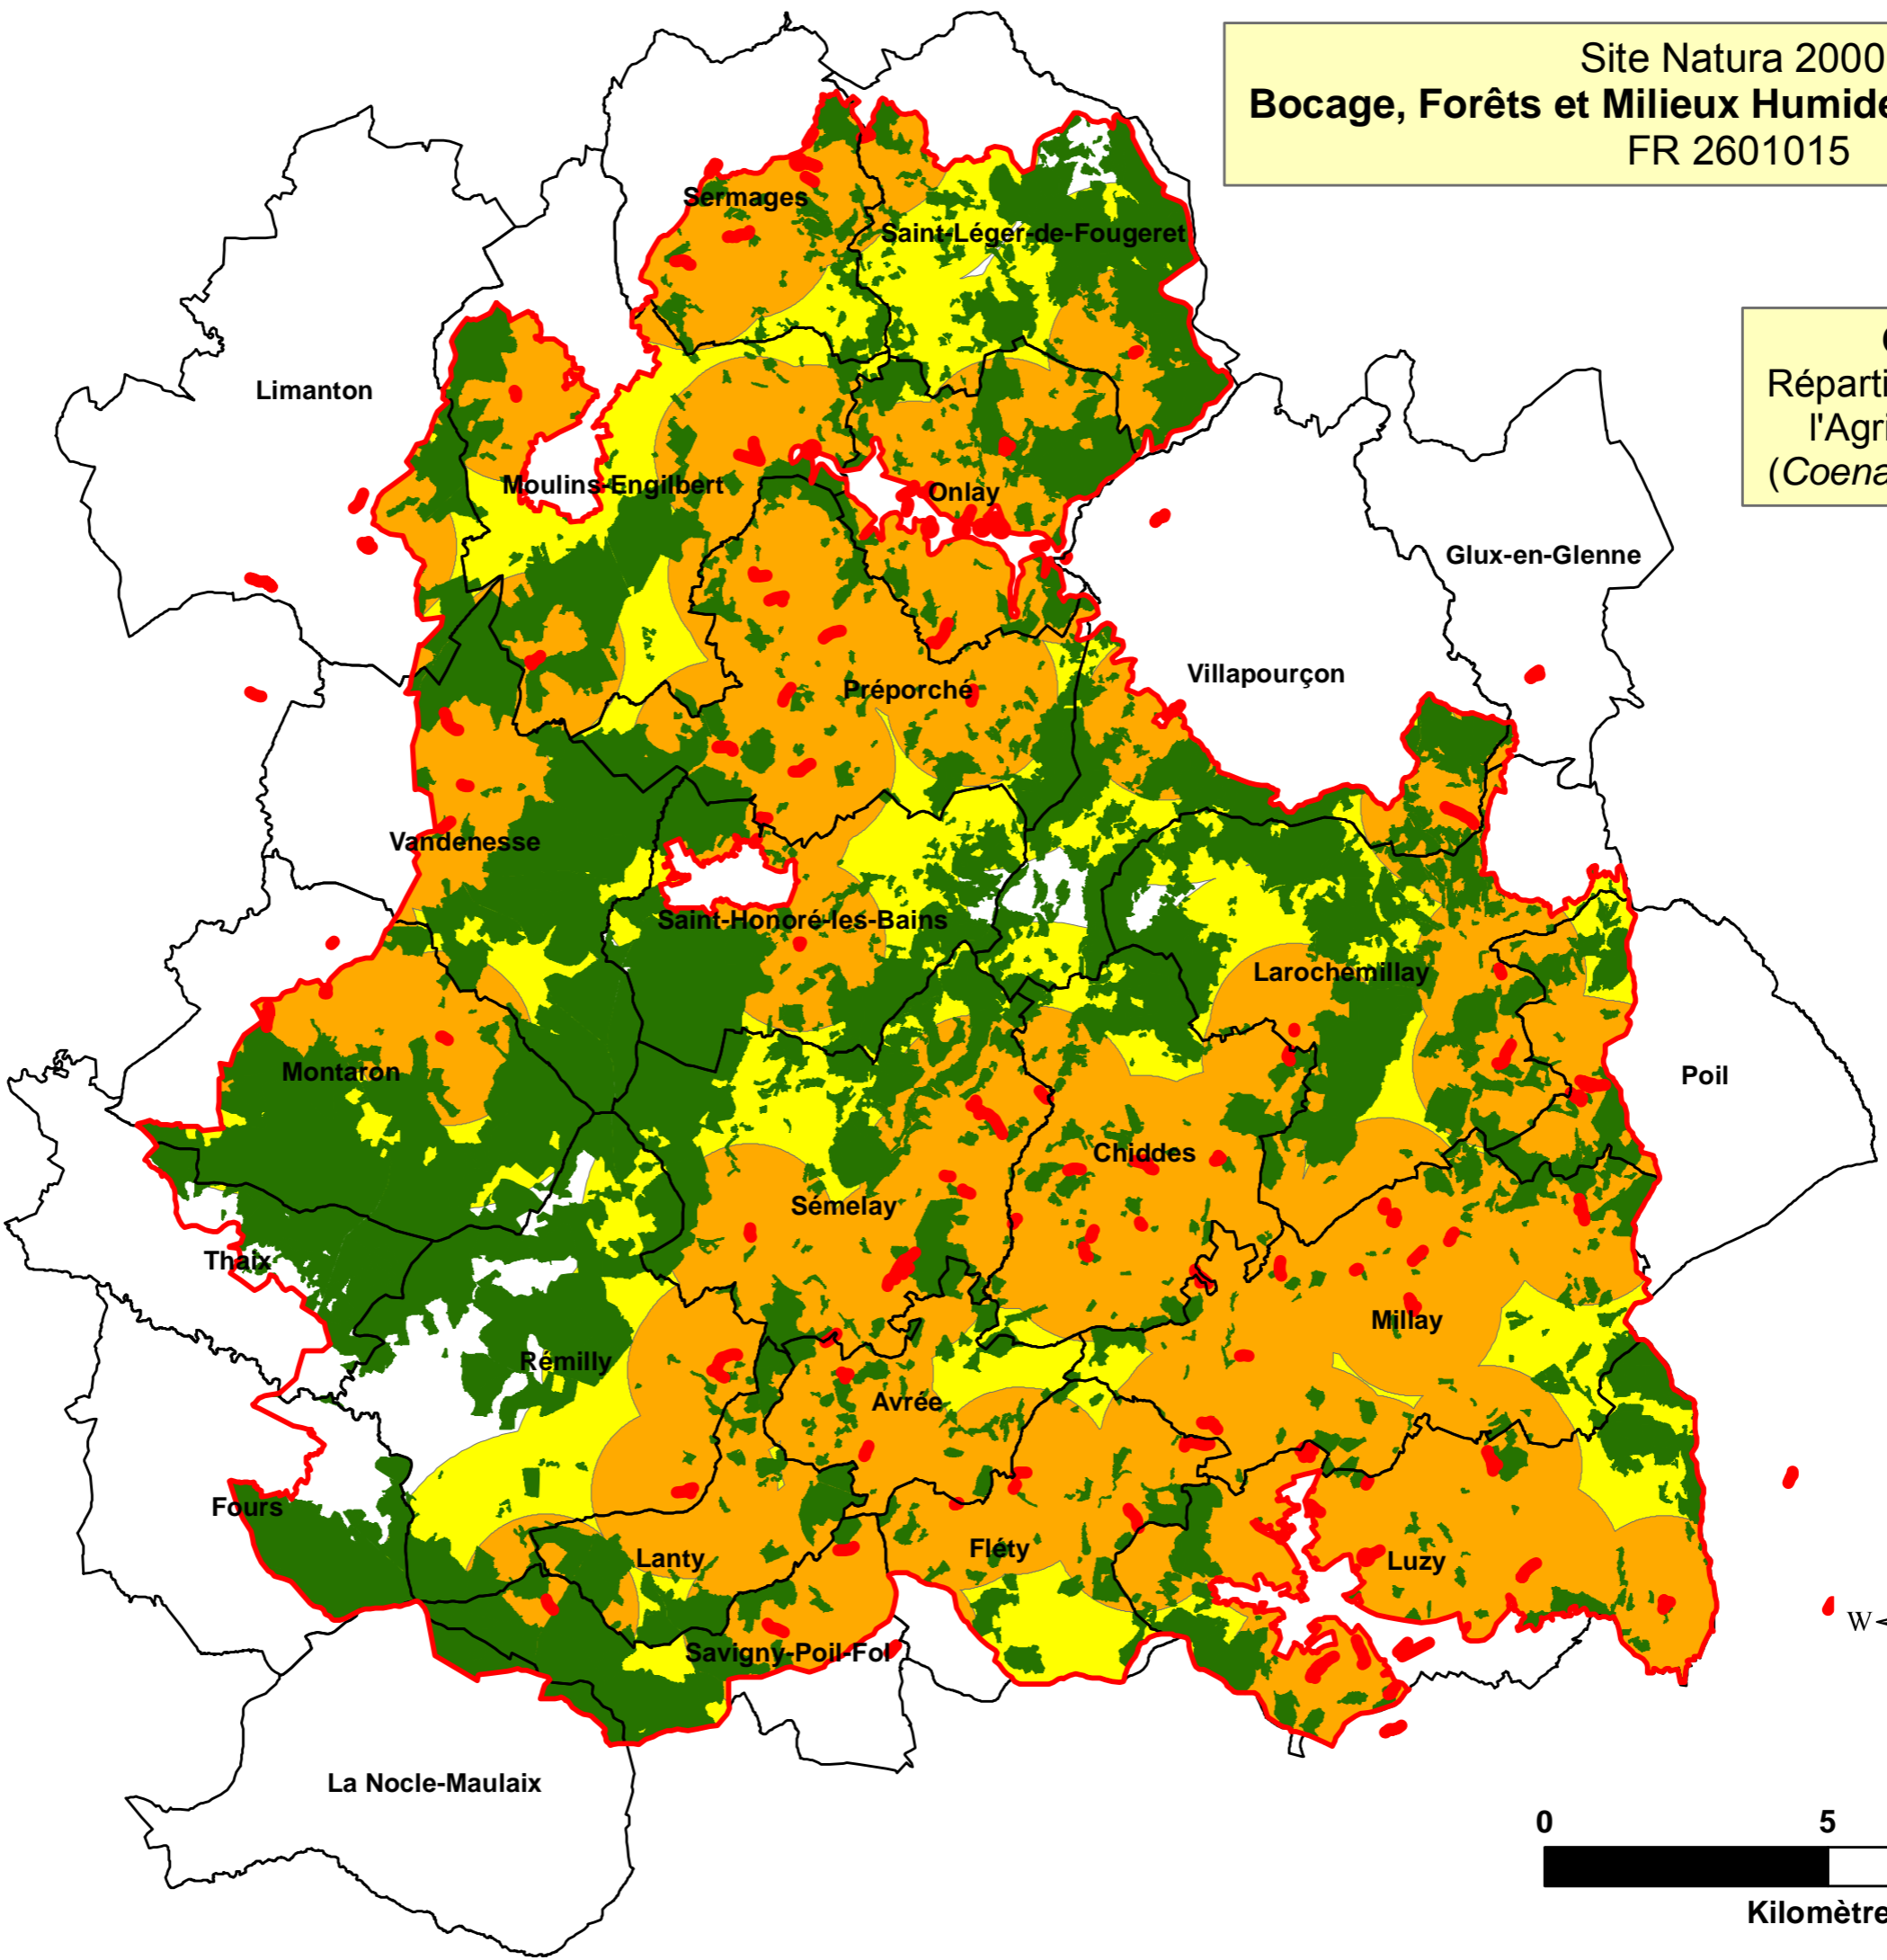 Site Natura 2000
Bocage, Forêts et Milieux Humide
FR 2601015
Réparti
l'Agri
(Coena
Sermages
Saint-Léger-de-Fougeret
Limanton
Moulins-Engilbert
Onlay
Glux-en-Glenne
Villapourçon
Préporché
Vandenesse
Saint-Honoré-les-Bains
Larochemillay
Montaron
Poil
Chiddes
Sémelay
Thaix
Millay
Rémilly
Avrée
Fours
Lanty
Fléty
Luzy
W
Savigny-Poil-Fol
La Nocle-Maulaix
0 5
Kilomètre